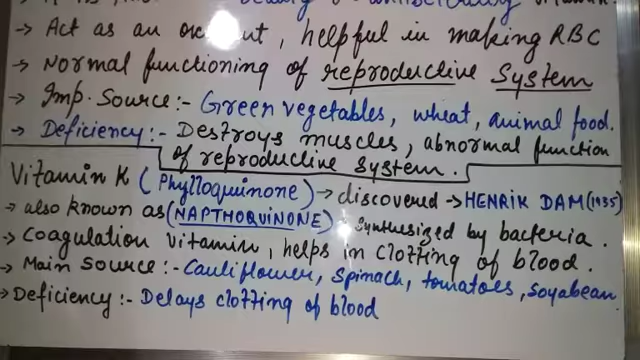 beauty & antisterility vitamin
→ Act as an oxidant, helpful in making RBC
→ Normal functioning of reproductive System
→ Imp. Source :- Green vegetables, wheat, animal food.
→ Deficiency :- Destroys muscles, abnormal function
of reproductive system.
Vitamin K (Phylloquinone) → discovered → HENRIK DAM (1935)
→ also known as (NAPTHOQUINONE) synthesized by bacteria.
→ Coagulation vitamin, helps in clotting of blood.
→ Main Source :- Cauliflower, Spinach, tomatoes, Soyabean
→ Deficiency :- Delays clotting of blood